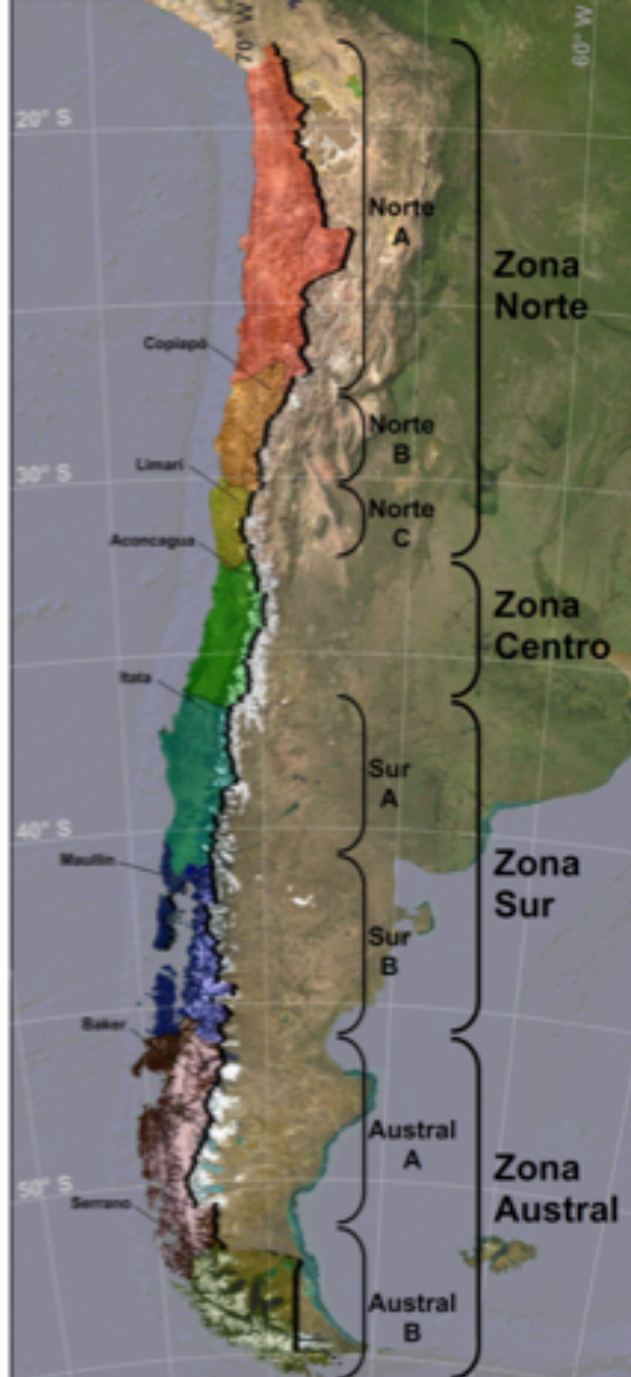 70° W
60° W
20° S
Norte
A
Zona
Norte
Copiapó
Norte
B
Limarí
30° S
Norte
C
Aconcagua
Zona
Centro
Itata
Sur
A
40° S
Maullín
Zona
Sur
Sur
B
Baker
Austral
A
Zona
Austral
50° S
Serrano
Austral
B